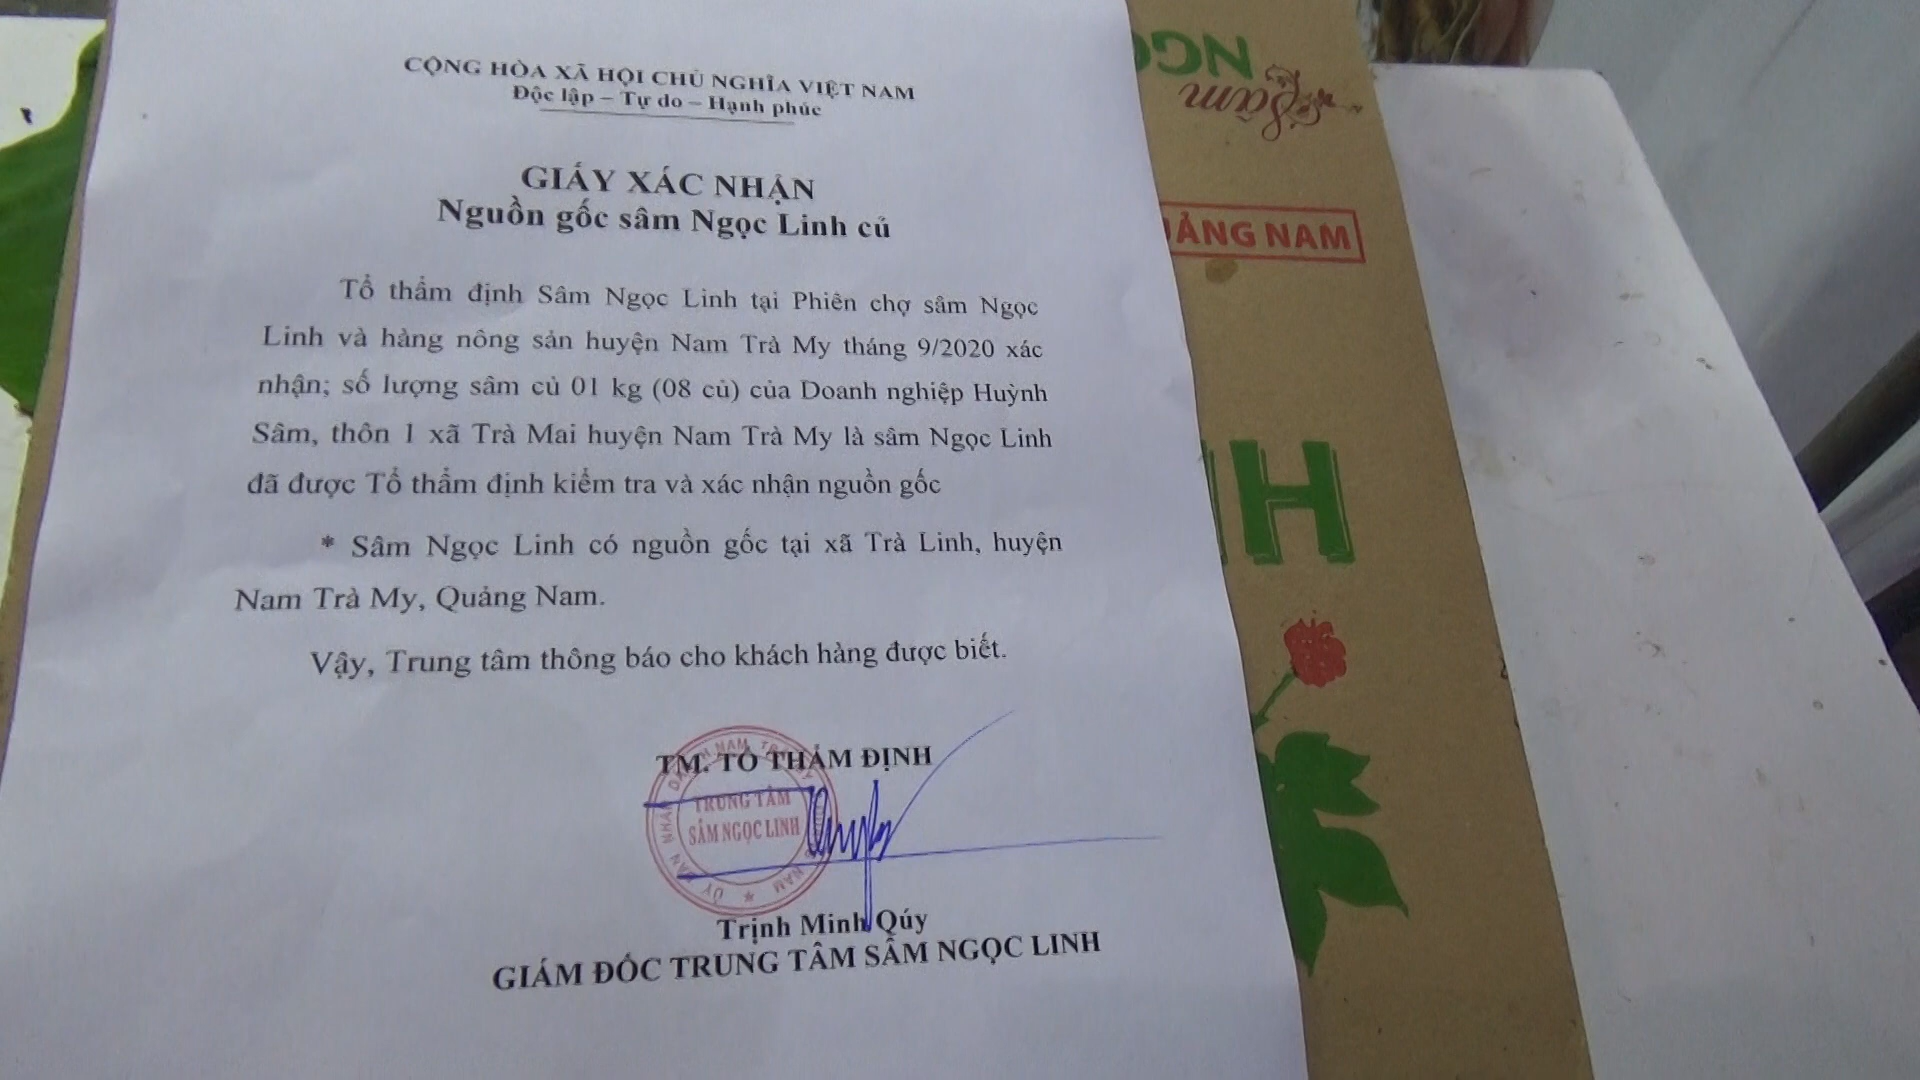 CỘNG HÒA XÃ HỘI CHỦ NGHĨA VIỆT NAM
Độc lập – Tự do – Hạnh phúc
GIẤY XÁC NHẬN
Nguồn gốc sâm Ngọc Linh củ
Tổ thẩm định Sâm Ngọc Linh tại Phiên chợ sâm Ngọc
Linh và hàng nông sản huyện Nam Trà My tháng 9/2020 xác
nhận; số lượng sâm củ 01 kg (08 củ) của Doanh nghiệp Huỳnh
Sâm, thôn 1 xã Trà Mai huyện Nam Trà My là sâm Ngọc Linh
đã được Tổ thẩm định kiểm tra và xác nhận nguồn gốc
* Sâm Ngọc Linh có nguồn gốc tại xã Trà Linh, huyện
Nam Trà My, Quảng Nam.
Vậy, Trung tâm thông báo cho khách hàng được biết.
TM. TỔ THẨM ĐỊNH
TRUNG TÂM
SÂM NGỌC LINH
Trịnh Minh Qúy
GIÁM ĐỐC TRUNG TÂM SÂM NGỌC LINH
Sâm
NGỌ
ẢNG NAM
NH